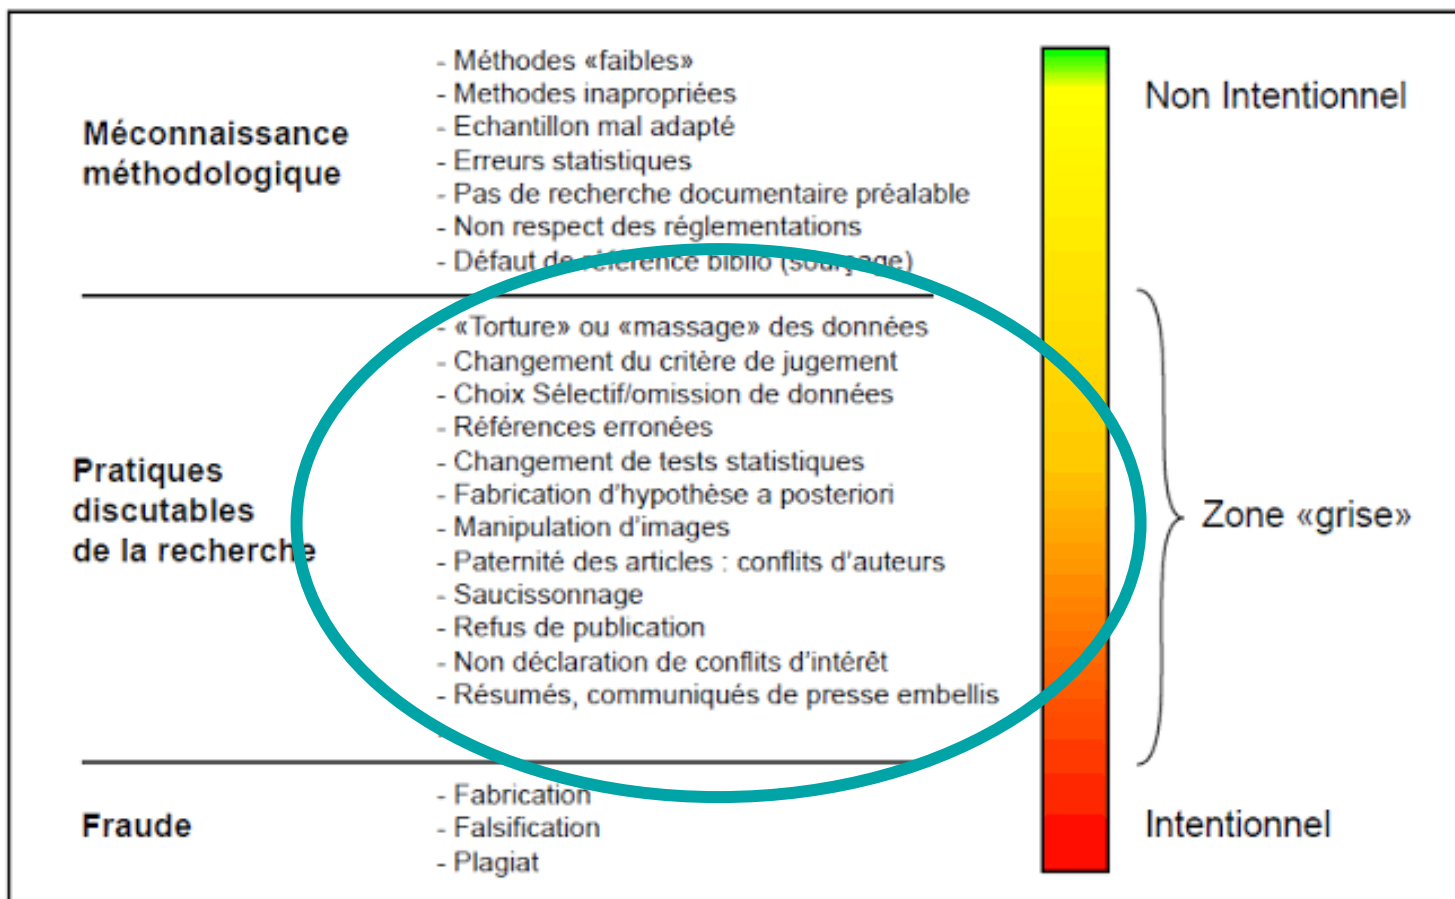 Méconnaissance
méthodologique
- Méthodes «faibles»
- Methodes inapropriées
- Echantillon mal adapté
- Erreurs statistiques
- Pas de recherche documentaire préalable
- Non respect des réglementations
- Défaut de référence biblio (sourçage)
Non Intentionnel
Pratiques
discutables
de la recherche
- «Torture» ou «massage» des données
- Changement du critère de jugement
- Choix Sélectif/omission de données
- Références erronées
- Changement de tests statistiques
- Fabrication d'hypothèse a posteriori
- Manipulation d'images
- Paternité des articles : conflits d'auteurs
- Saucissonnage
- Refus de publication
- Non déclaration de conflits d'intérêt
- Résumés, communiqués de presse embellis
Zone «grise»
Fraude
- Fabrication
- Falsification
- Plagiat
Intentionnel